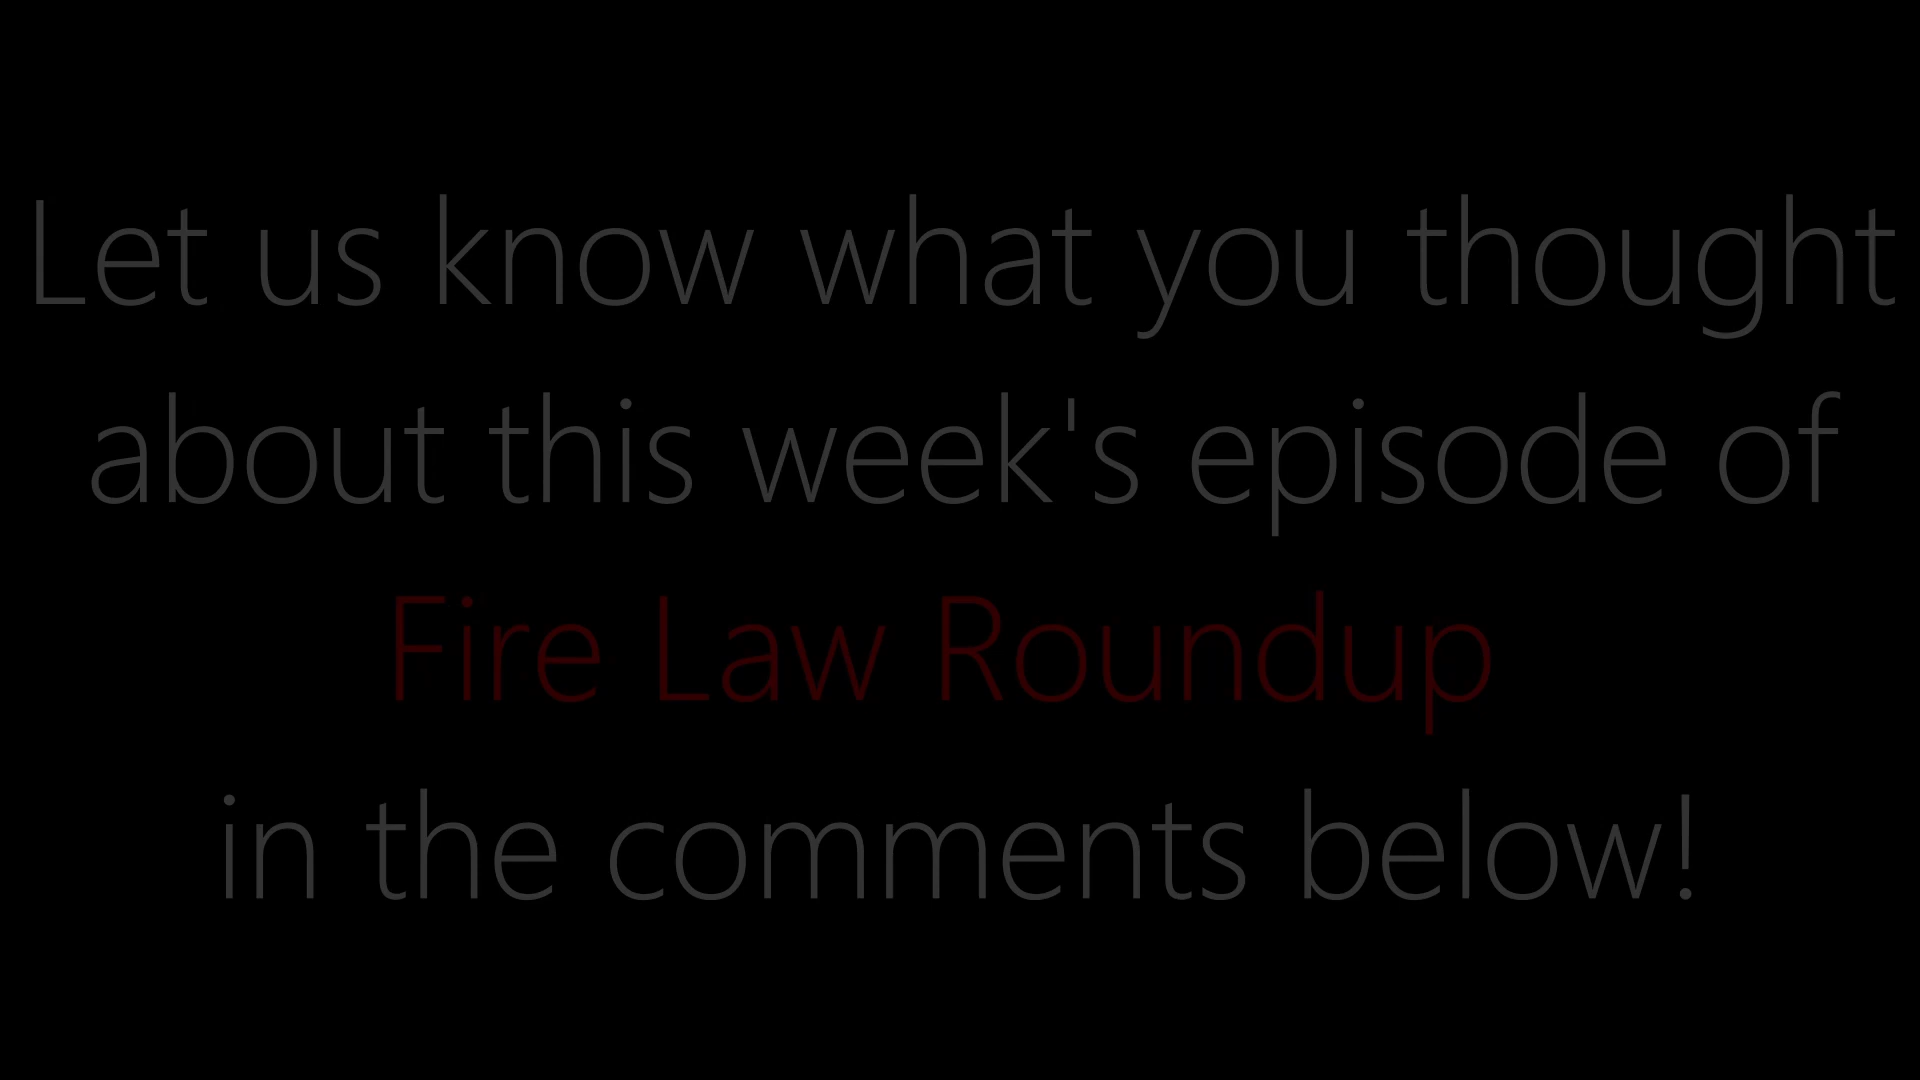 Let us know what you thought
about this week's episode of
Fire Law Roundup
in the comments below!